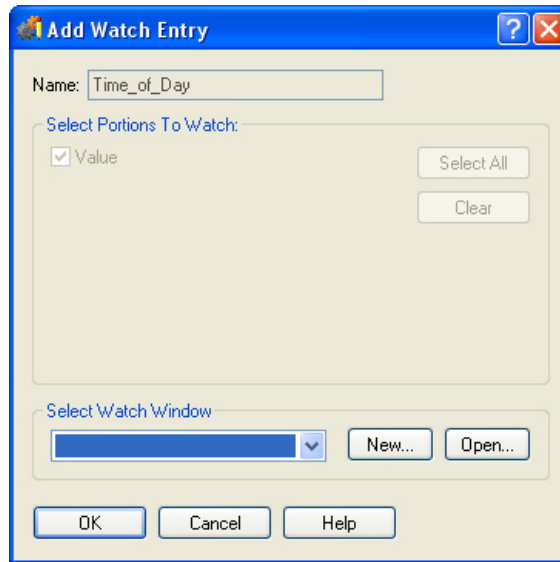 Add Watch Entry
Name: Time_of_Day
Select Portions To Watch:
Value
Select All
Clear
Select Watch Window
New... Open...
OK Cancel Help